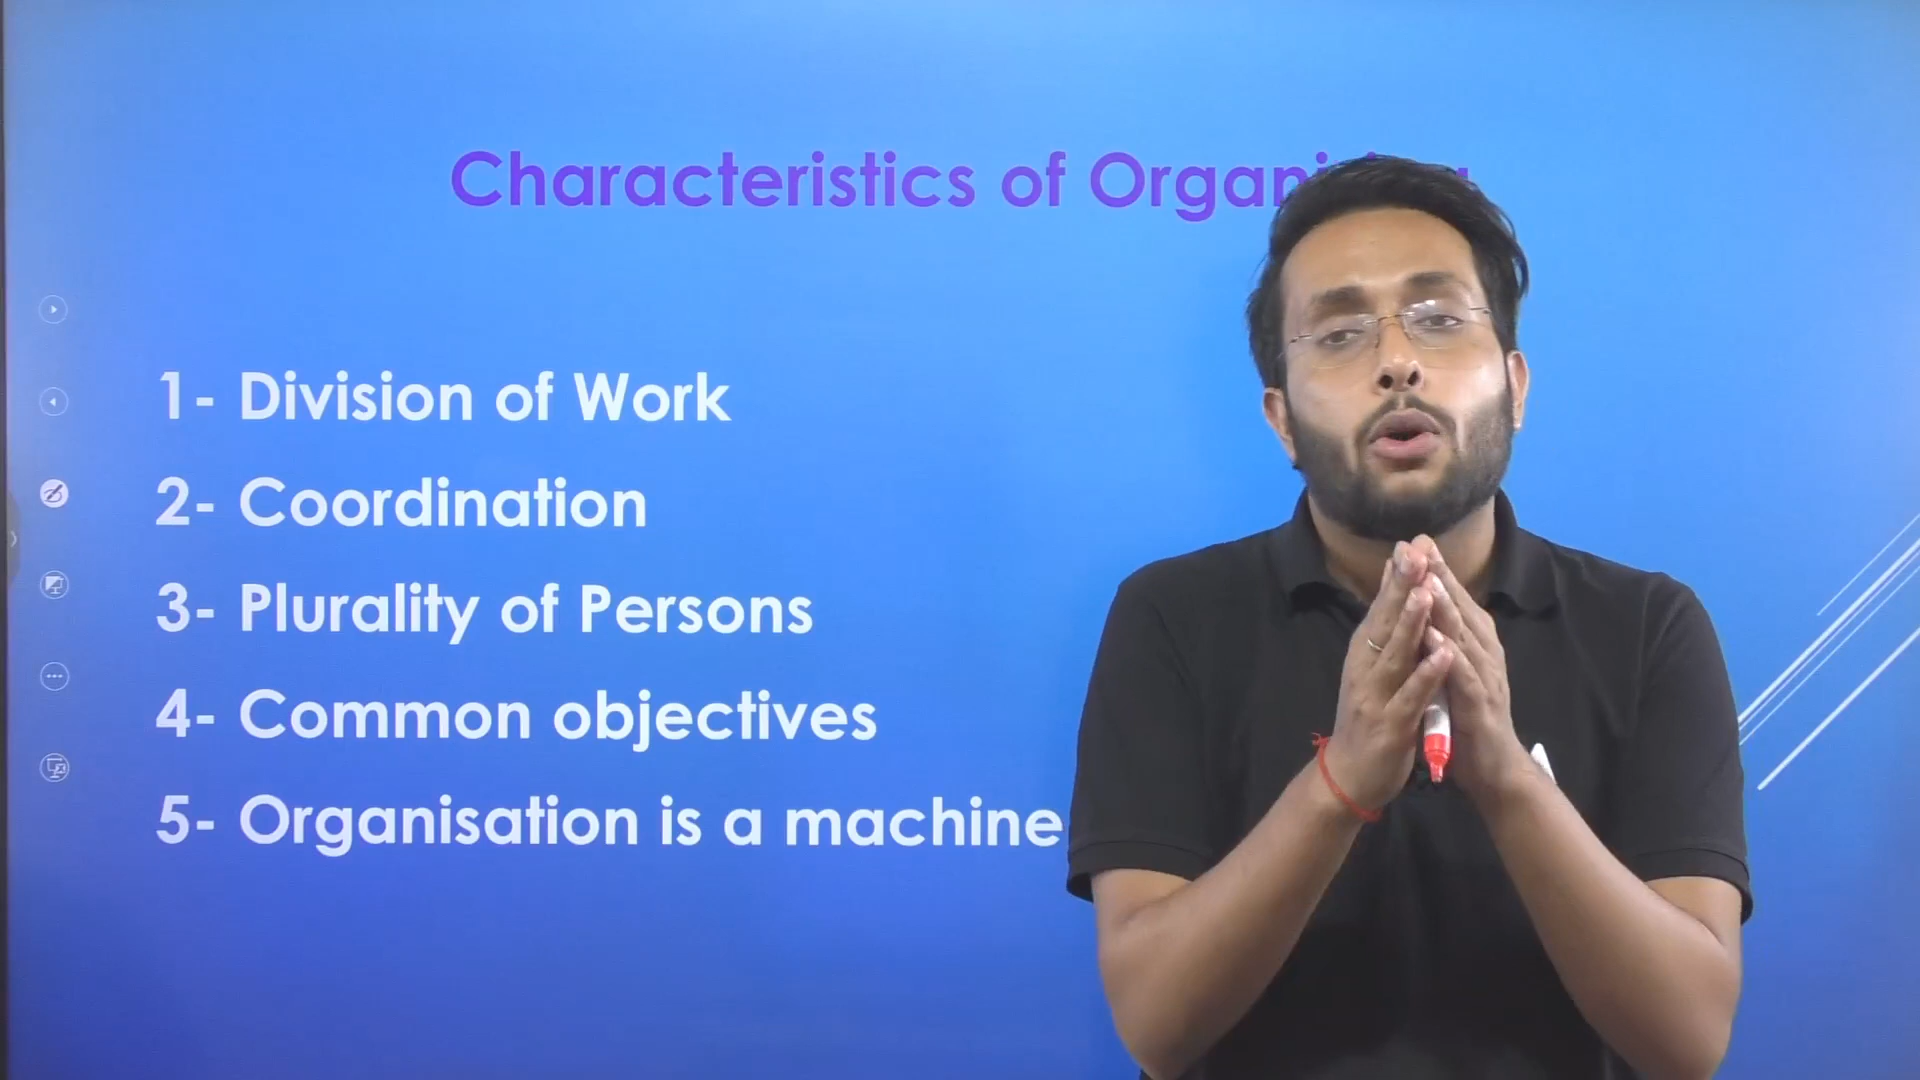 Characteristics of
1- Division of Work
2- Coordination
3- Plurality of Persons
4- Common objectives
5- Organisation is a machine